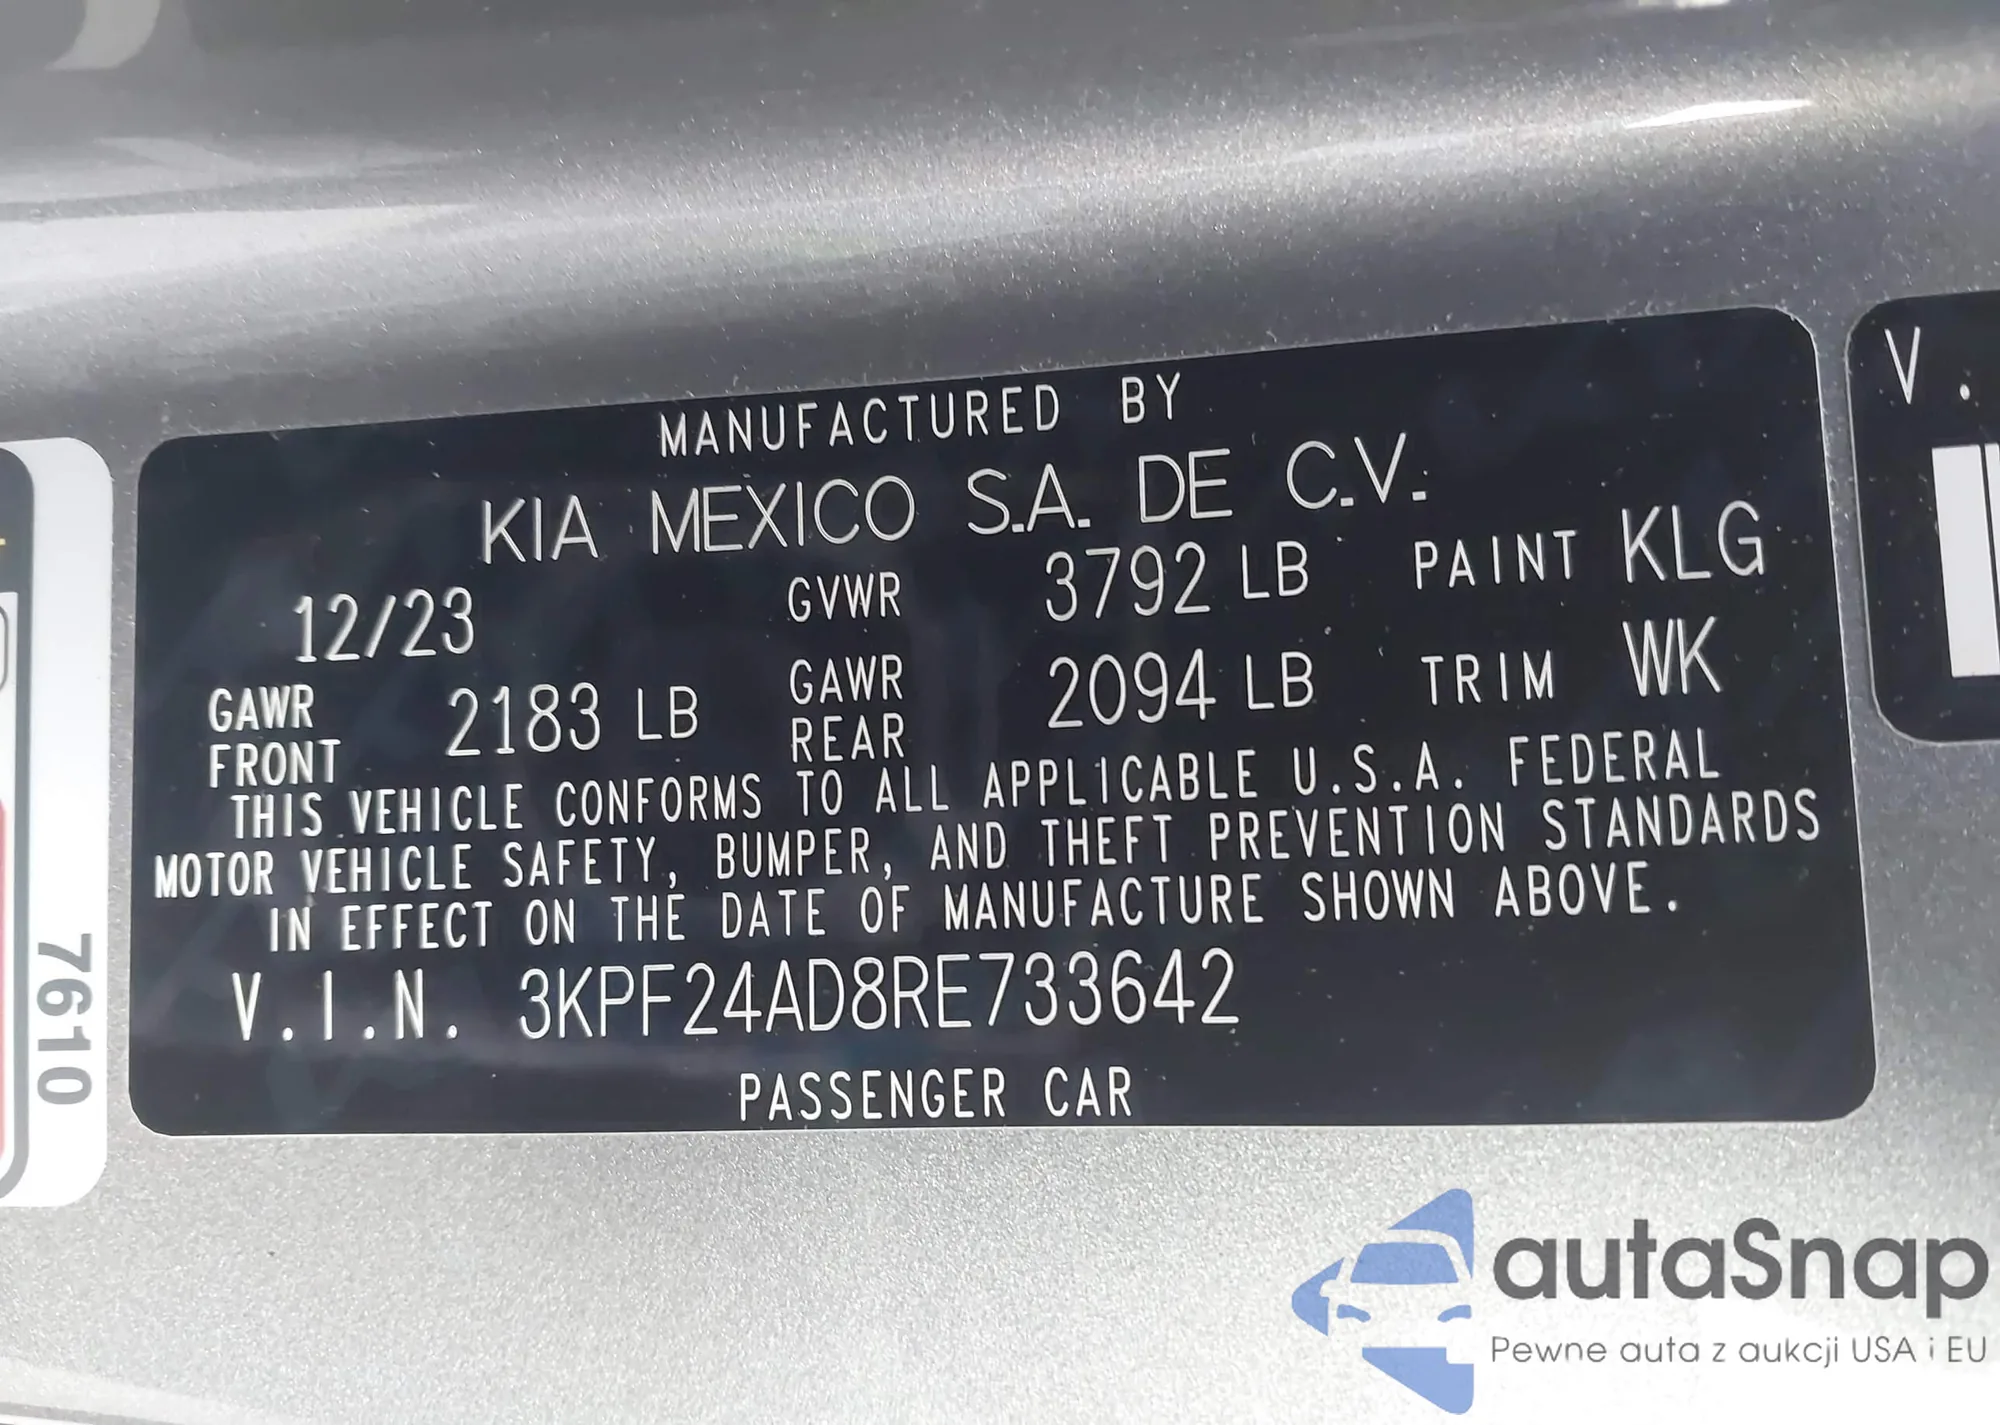 MANUFACTURED BY
KIA MEXICO S.A. DE C.V.
12/23 GVWR 3792 LB PAINT KLG
GAWR FRONT 2183 LB GAWR REAR 2094 LB TRIM WK
THIS VEHICLE CONFORMS TO ALL APPLICABLE U.S.A. FEDERAL
MOTOR VEHICLE SAFETY, BUMPER, AND THEFT PREVENTION STANDARDS
IN EFFECT ON THE DATE OF MANUFACTURE SHOWN ABOVE.
V.I.N. 3KPF24AD8RE733642
PASSENGER CAR
7610
V.
autaSnap
Pewne auta z aukcji USA i EU